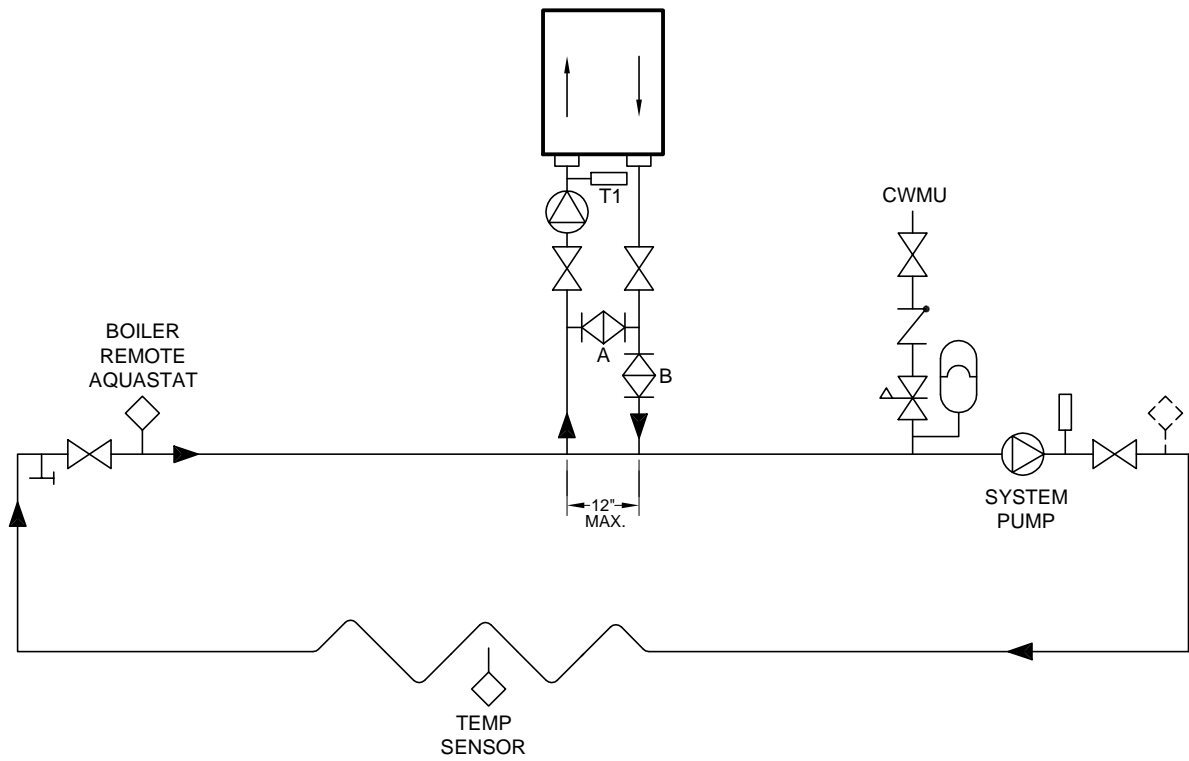 T1
CWMU
A
B
BOILER
REMOTE
AQUASTAT
12"
MAX.
SYSTEM
PUMP
TEMP
SENSOR